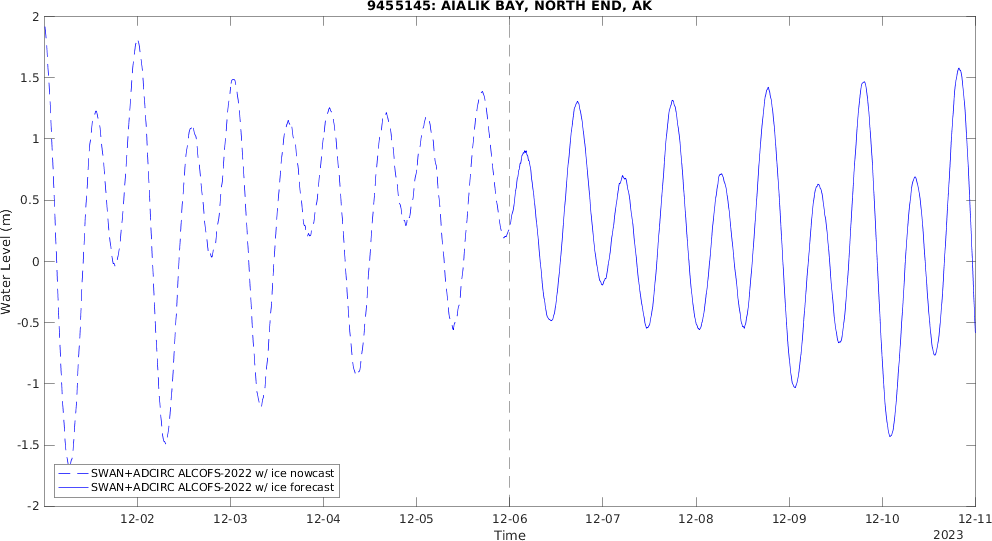 9455145: AIALIK BAY, NORTH END, AK
2
1.5
1
0.5
0
-0.5
-1
-1.5
-2
Water Level (m)
SWAN+ADCIRC ALCOFS-2022 w/ ice nowcast
SWAN+ADCIRC ALCOFS-2022 w/ ice forecast
12-02 12-03 12-04 12-05 12-06 12-07 12-08 12-09 12-10 12-11
Time
2023